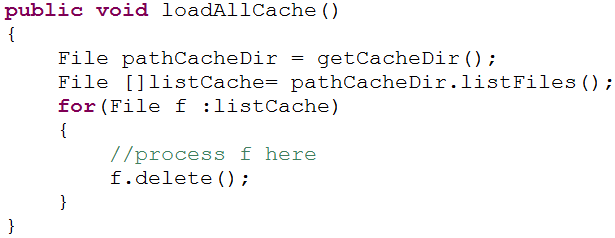 public void loadAllCache()
{
    File pathCacheDir = getCacheDir();
    File []listCache= pathCacheDir.listFiles();
    for(File f :listCache)
    {
        //process f here
        f.delete();
    }
}